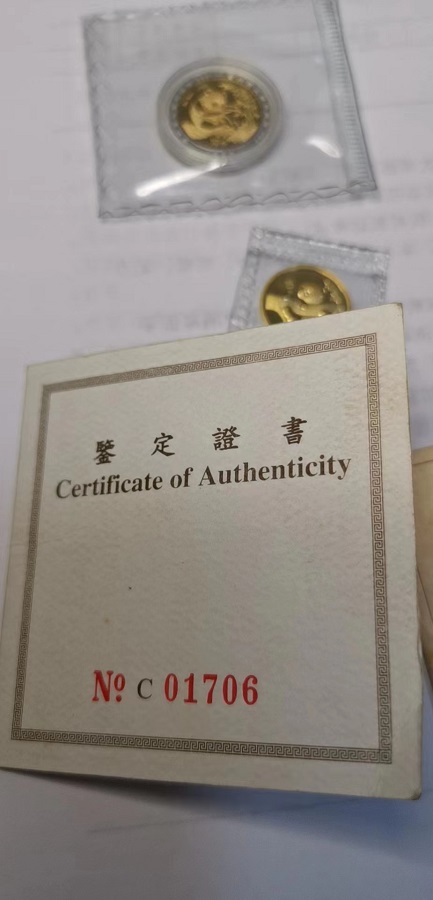 鑒定證書
Certificate of Authenticity
Nº C 01706